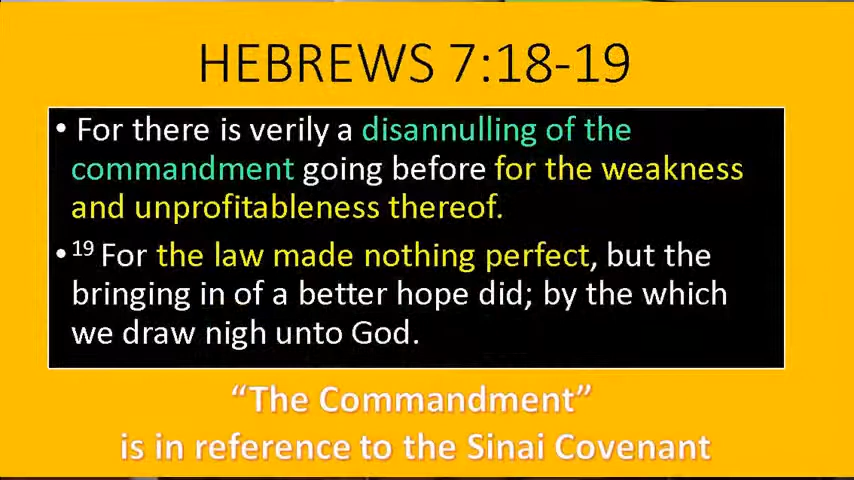 HEBREWS 7:18-19
• For there is verily a disannulling of the
commandment going before for the weakness
and unprofitableness thereof.
• 19 For the law made nothing perfect, but the
bringing in of a better hope did; by the which
we draw nigh unto God.
“The Commandment”
is in reference to the Sinai Covenant